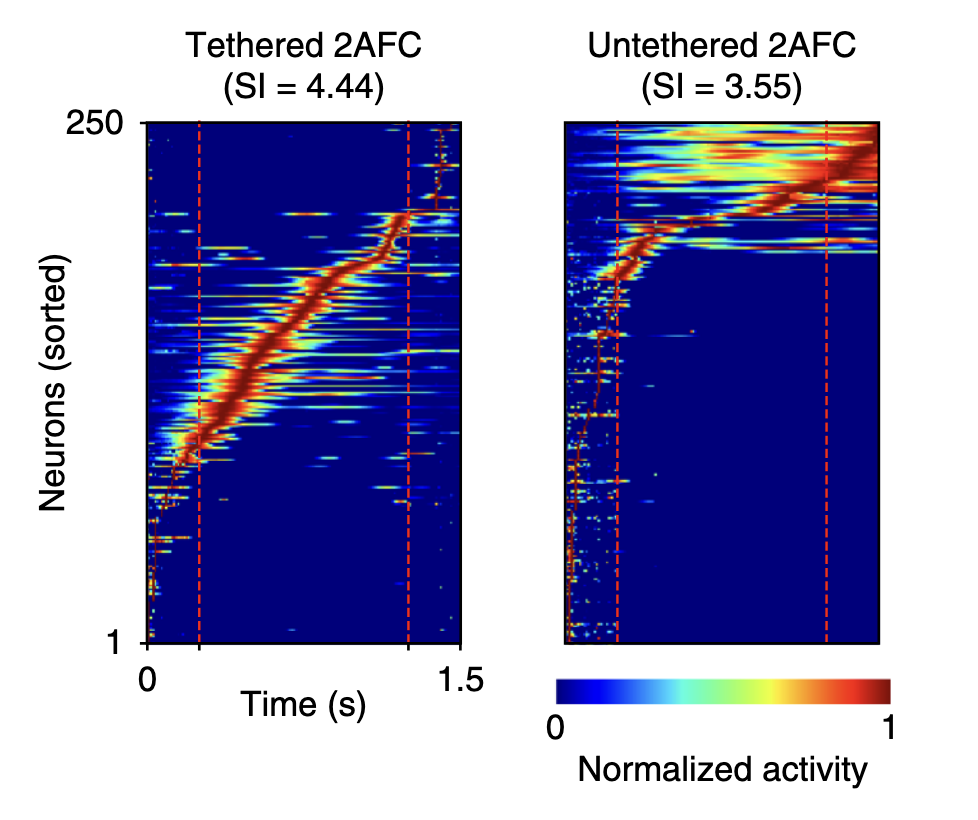 Tethered 2AFC
(SI = 4.44)
Untethered 2AFC
(SI = 3.55)
250
Neurons (sorted)
1
0
1.5
Time (s)
0
1
Normalized activity